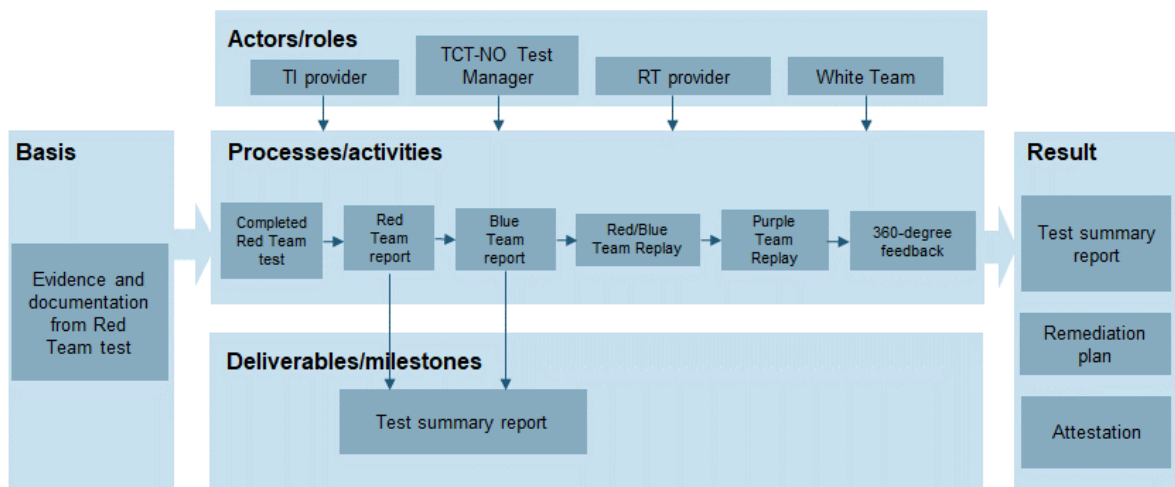 Actors/roles
TI provider
TCT-NO Test
Manager
RT provider
White Team
Basis
Evidence and
documentation
from Red
Team test
Processes/activities
Completed
Red Team
test
Red
Team
report
Blue
Team
report
Red/Blue
Team Replay
Purple
Team
Replay
360-degree
feedback
Deliverables/milestones
Test summary report
Result
Test summary
report
Remediation
plan
Attestation